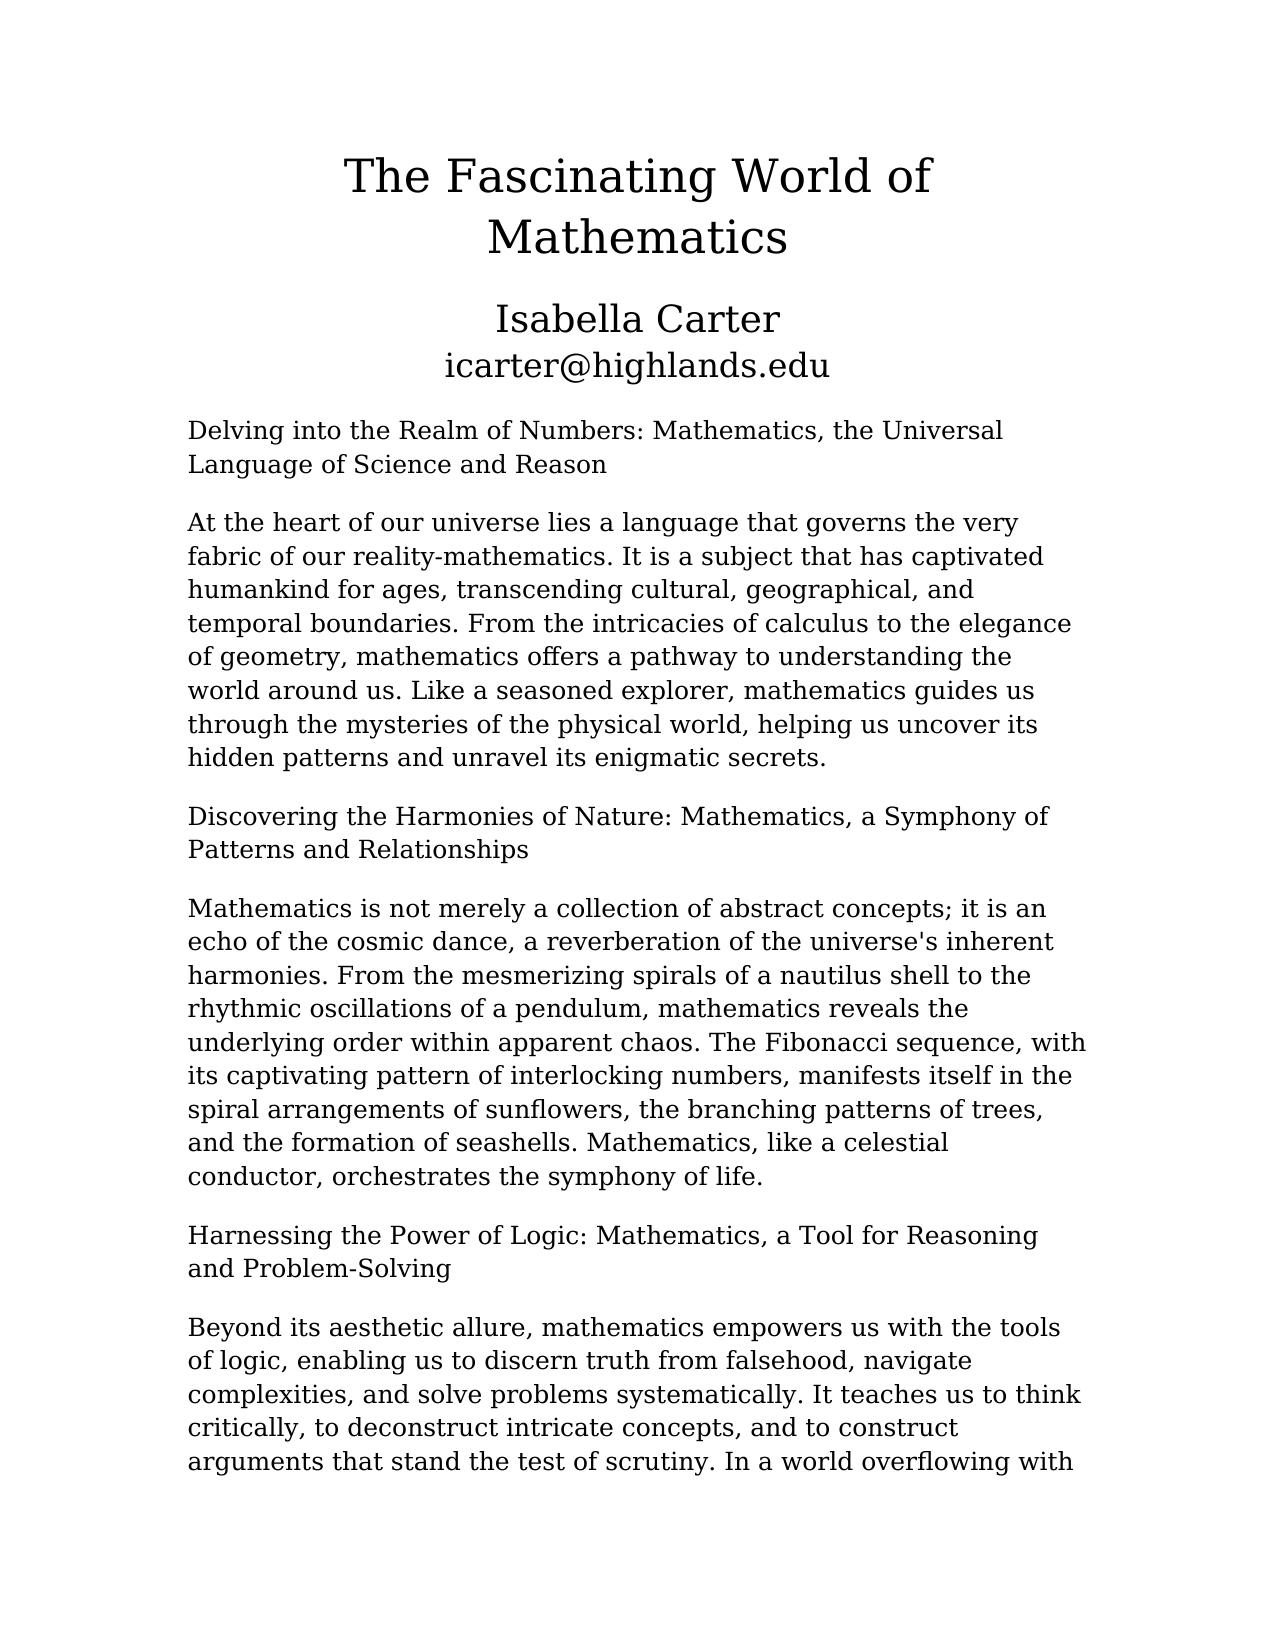 The Fascinating World of
Mathematics
Isabella Carter
icarter@highlands.edu
Delving into the Realm of Numbers: Mathematics, the Universal
Language of Science and Reason
At the heart of our universe lies a language that governs the very
fabric of our reality-mathematics. It is a subject that has captivated
humankind for ages, transcending cultural, geographical, and
temporal boundaries. From the intricacies of calculus to the elegance
of geometry, mathematics offers a pathway to understanding the
world around us. Like a seasoned explorer, mathematics guides us
through the mysteries of the physical world, helping us uncover its
hidden patterns and unravel its enigmatic secrets.
Discovering the Harmonies of Nature: Mathematics, a Symphony of
Patterns and Relationships
Mathematics is not merely a collection of abstract concepts; it is an
echo of the cosmic dance, a reverberation of the universe's inherent
harmonies. From the mesmerizing spirals of a nautilus shell to the
rhythmic oscillations of a pendulum, mathematics reveals the
underlying order within apparent chaos. The Fibonacci sequence, with
its captivating pattern of interlocking numbers, manifests itself in the
spiral arrangements of sunflowers, the branching patterns of trees,
and the formation of seashells. Mathematics, like a celestial
conductor, orchestrates the symphony of life.
Harnessing the Power of Logic: Mathematics, a Tool for Reasoning
and Problem-Solving
Beyond its aesthetic allure, mathematics empowers us with the tools
of logic, enabling us to discern truth from falsehood, navigate
complexities, and solve problems systematically. It teaches us to think
critically, to deconstruct intricate concepts, and to construct
arguments that stand the test of scrutiny. In a world overflowing with